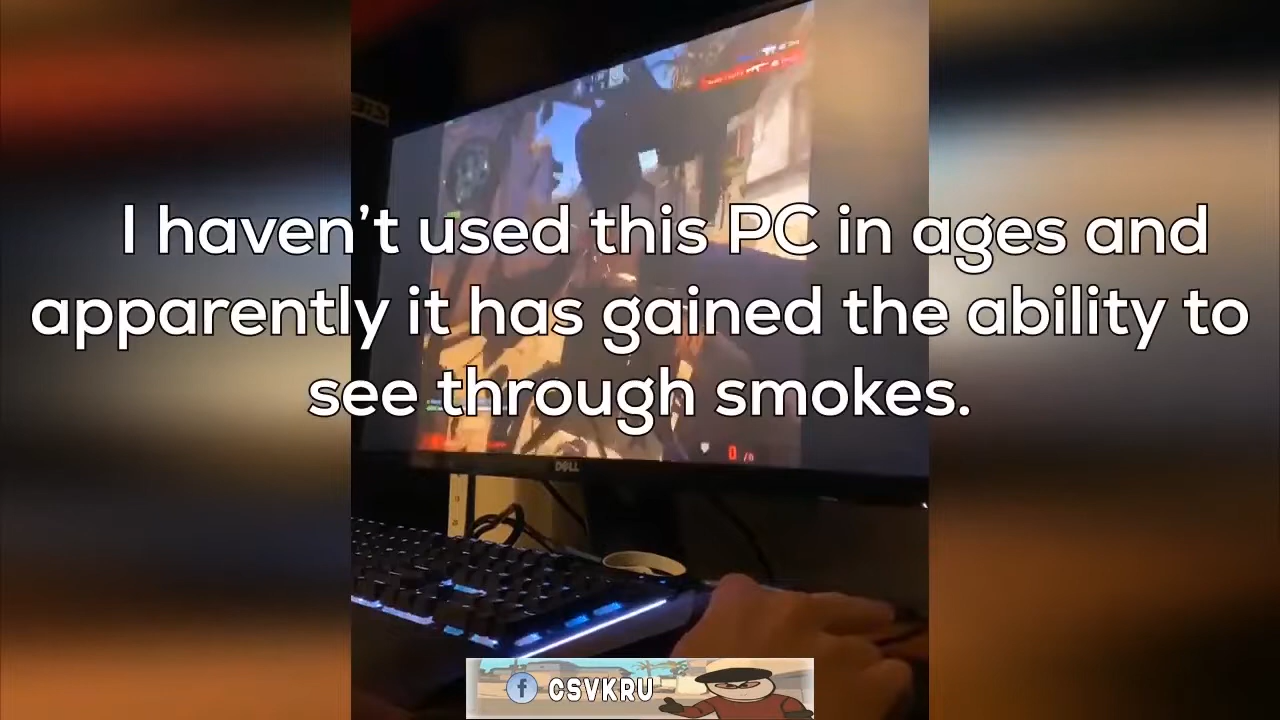 I haven't used this PC in ages and
apparently it has gained the ability to
see through smokes.
DELL
f CSVKRU